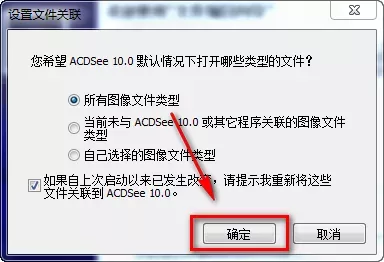 设置文件关联
您希望 ACDSee 10.0 默认情况下打开哪些类型的文件?
所有图像文件类型
当前未与 ACDSee 10.0 或其它程序关联的图像文件
类型
自己选择的图像文件类型
如果自上次启动以来已发生改变,请提示我重新将这些
文件关联到 ACDSee 10.0。
确定
取消